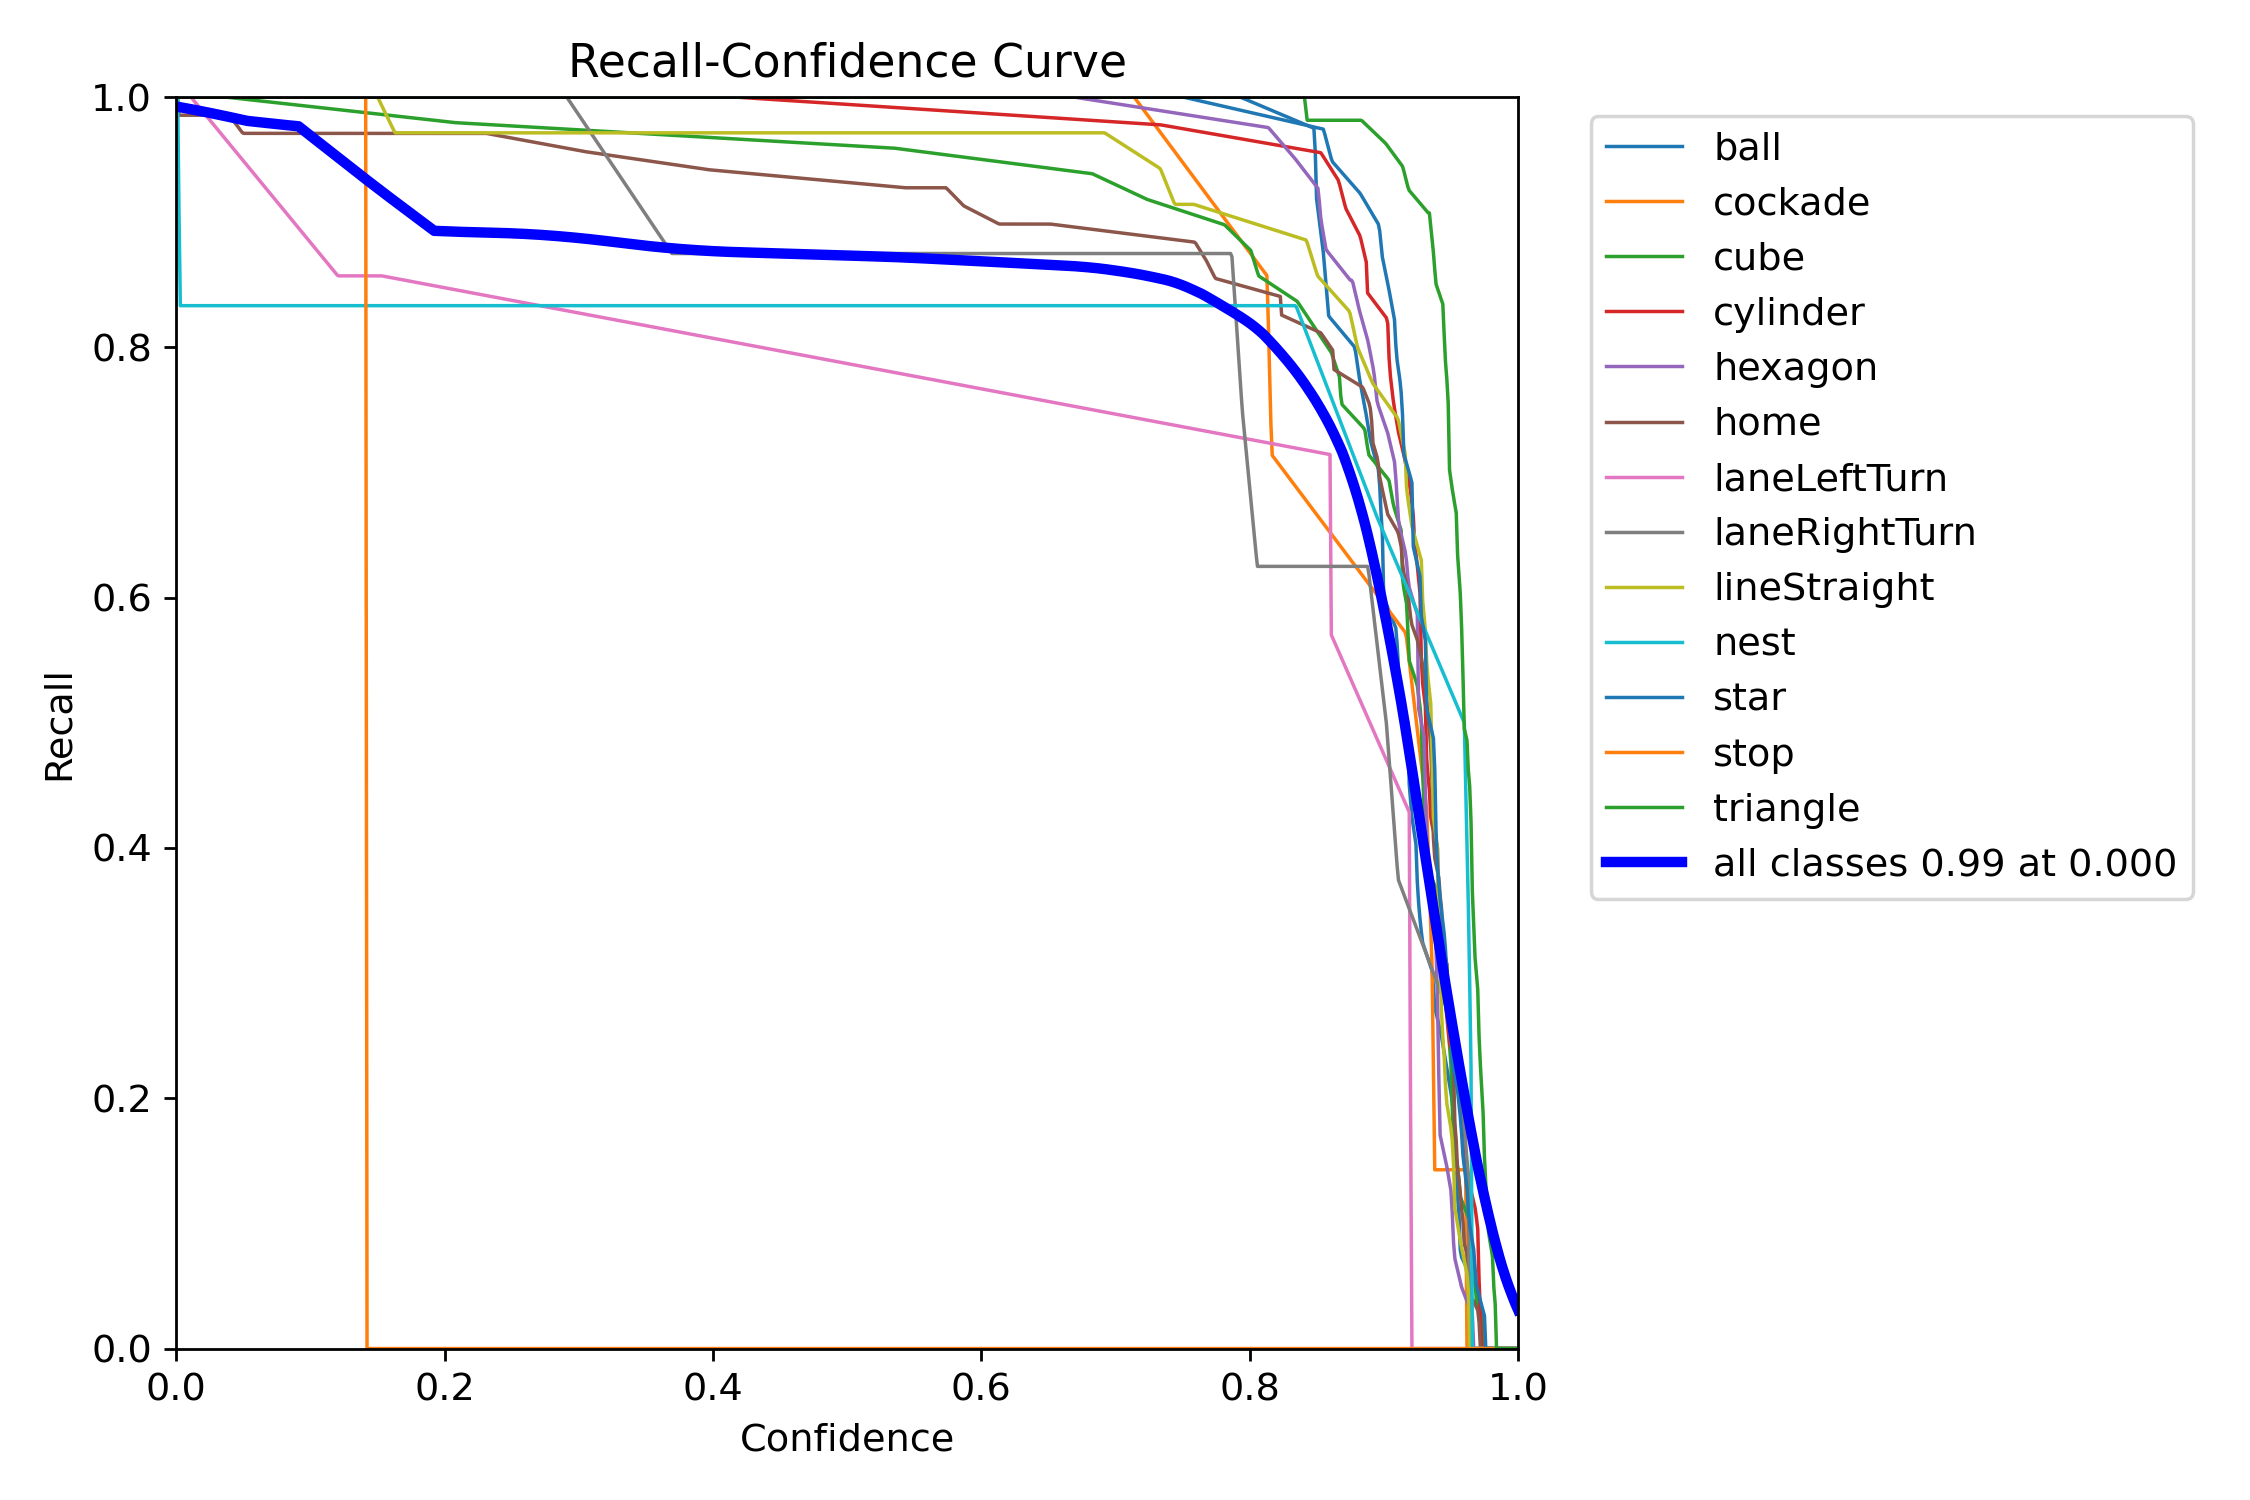 Recall-Confidence Curve
1.0
0.8
0.6
0.4
0.2
0.0
Recall
0.0 0.2 0.4 0.6 0.8 1.0
Confidence
ball
cockade
cube
cylinder
hexagon
home
laneLeftTurn
laneRightTurn
lineStraight
nest
star
stop
triangle
all classes 0.99 at 0.000